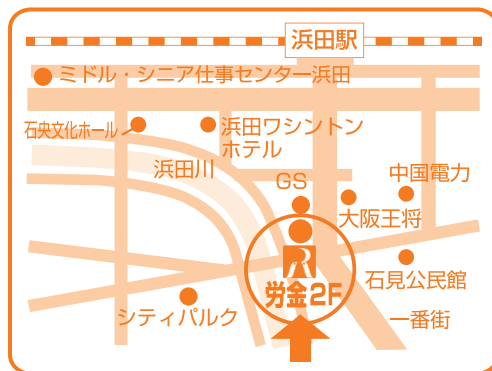 浜田駅
ミドル・シニア仕事センター浜田
石央文化ホール
浜田ワシントン
ホテル
浜田川
GS
中国電力
大阪王将
労金2F
石見公民館
シティパルク
一番街